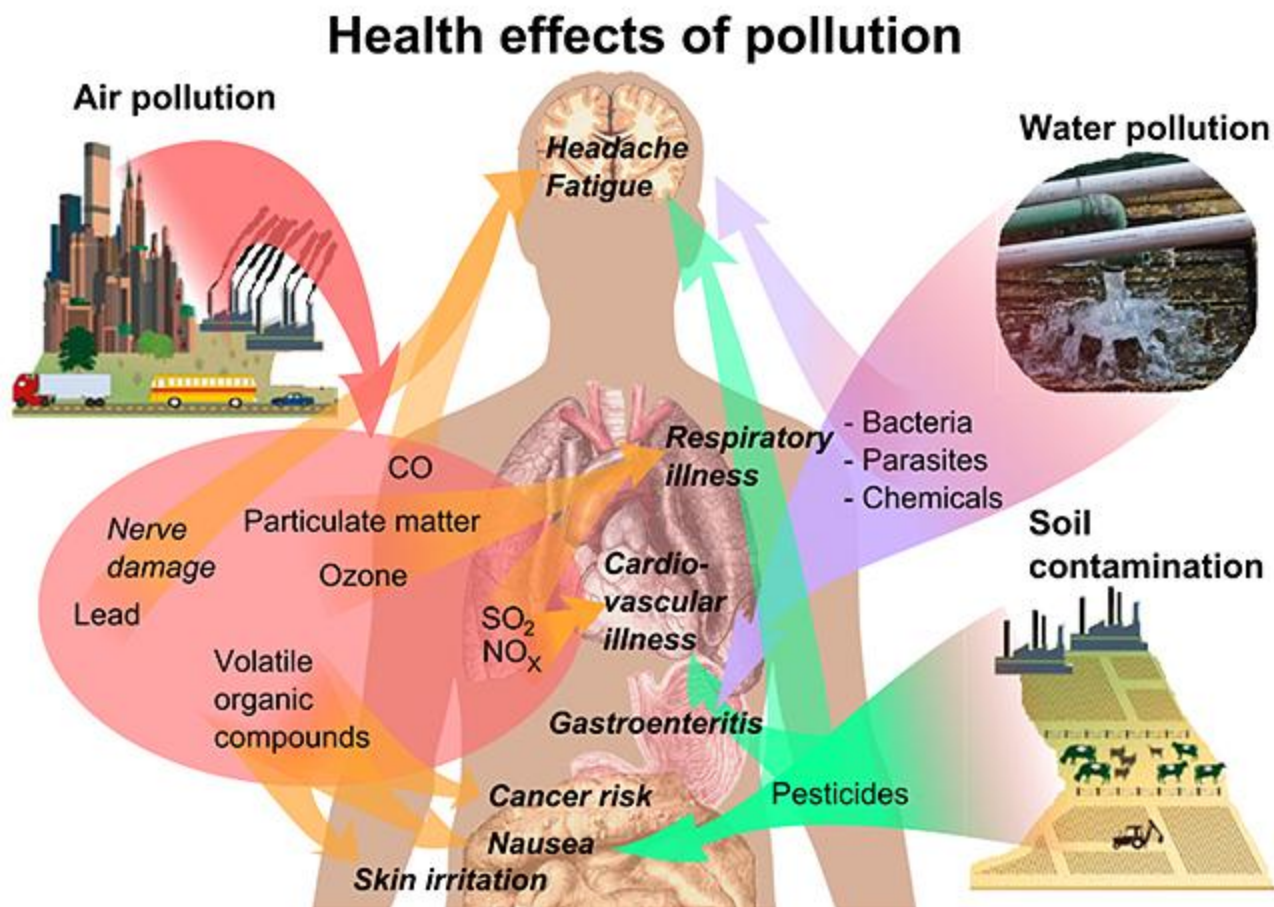 Health effects of pollution
Air pollution
Water pollution
Headache
Fatigue
CO
Particulate matter
Ozone
Nerve
damage
Lead
SO₂
NOₓ
Volatile
organic
compounds
Respiratory
illness
Cardio-
vascular
illness
Gastroenteritis
Cancer risk
Nausea
Skin irritation
- Bacteria
- Parasites
- Chemicals
Soil
contamination
Pesticides